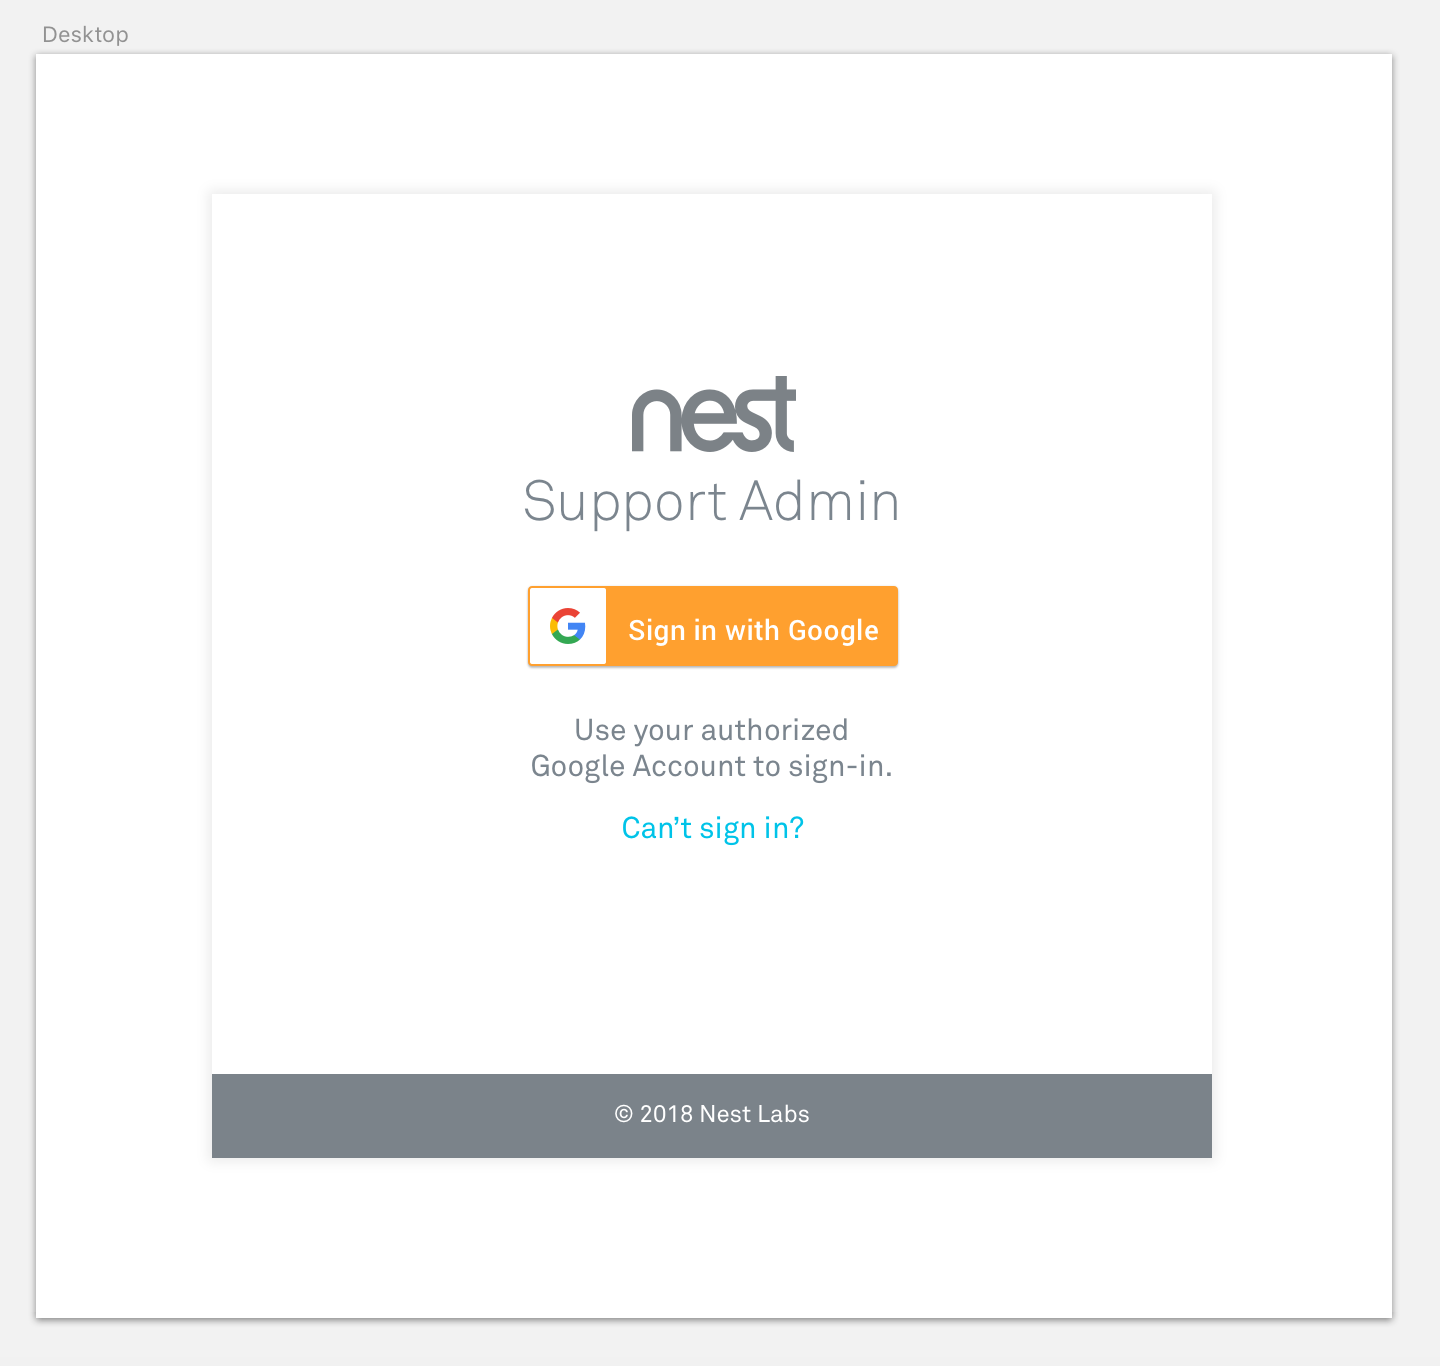 Desktop
nest
Support Admin
Sign in with Google
Use your authorized
Google Account to sign-in.
Can’t sign in?
© 2018 Nest Labs